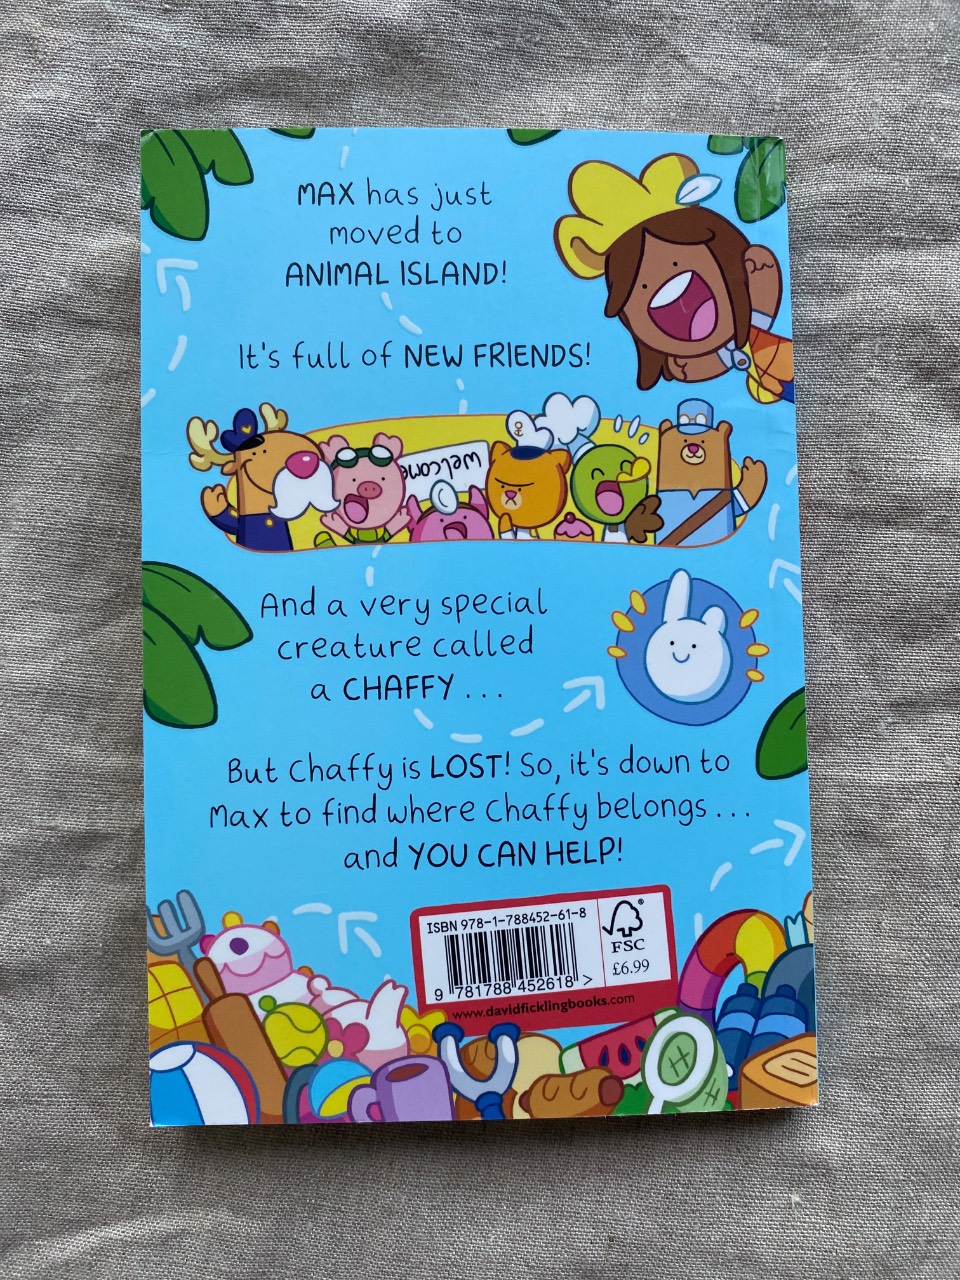 MAX has just
moved to
ANIMAL ISLAND!
It's full of NEW FRIENDS!
Welcome
And a very special
creature called
a CHAFFY...
But Chaffy is LOST! So, it's down to
Max to find where Chaffy belongs...
and YOU CAN HELP!
ISBN 978-1-788452-61-8
9 781788 452618 >
FSC
£6.99
www.davidficklingbooks.com